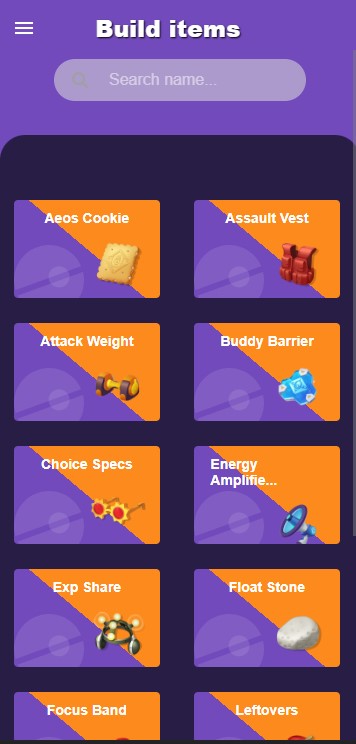 Build items
Search name...
Aeos Cookie
Assault Vest
Attack Weight
Buddy Barrier
Choice Specs
Energy
Amplifie...
Exp Share
Float Stone
Focus Band
Leftovers